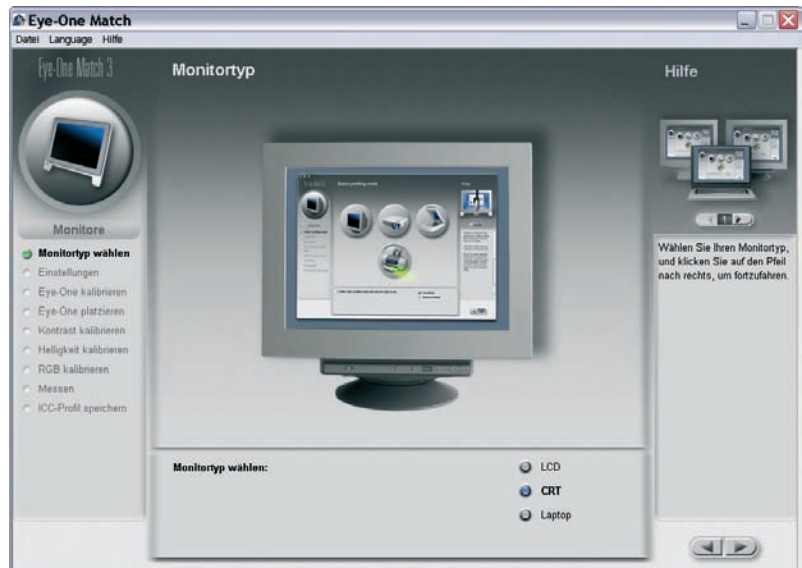 Eye-One Match
Datei Language Hilfe
Eye-One Match 3
Monitortyp
Hilfe
Monitore
Monitortyp wählen
Einstellungen
Eye-One kalibrieren
Eye-One platzieren
Kontrast kalibrieren
Helligkeit kalibrieren
RGB kalibrieren
Messen
ICC-Profil speichern
1
Wählen Sie Ihren Monitortyp,
und klicken Sie auf den Pfeil
nach rechts, um fortzufahren.
Monitortyp wählen:
LCD
CRT
Laptop